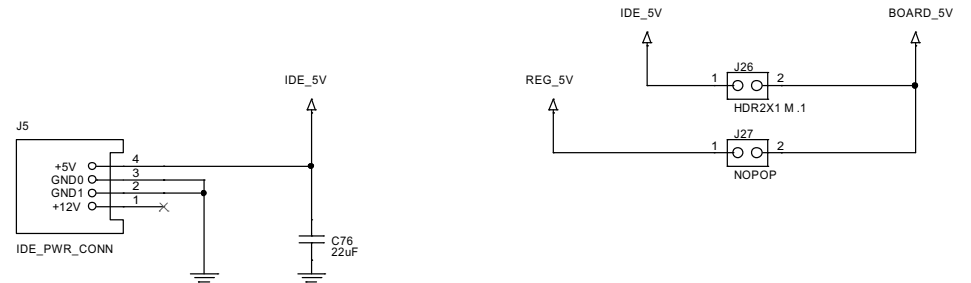 IDE_5V
BOARD_5V
J26
1
2
HDR2X1 M .1
REG_5V
J27
1
2
NOPOP
IDE_5V
J5
+5V
4
GND0
3
GND1
2
+12V
1
IDE_PWR_CONN
C76
22uF